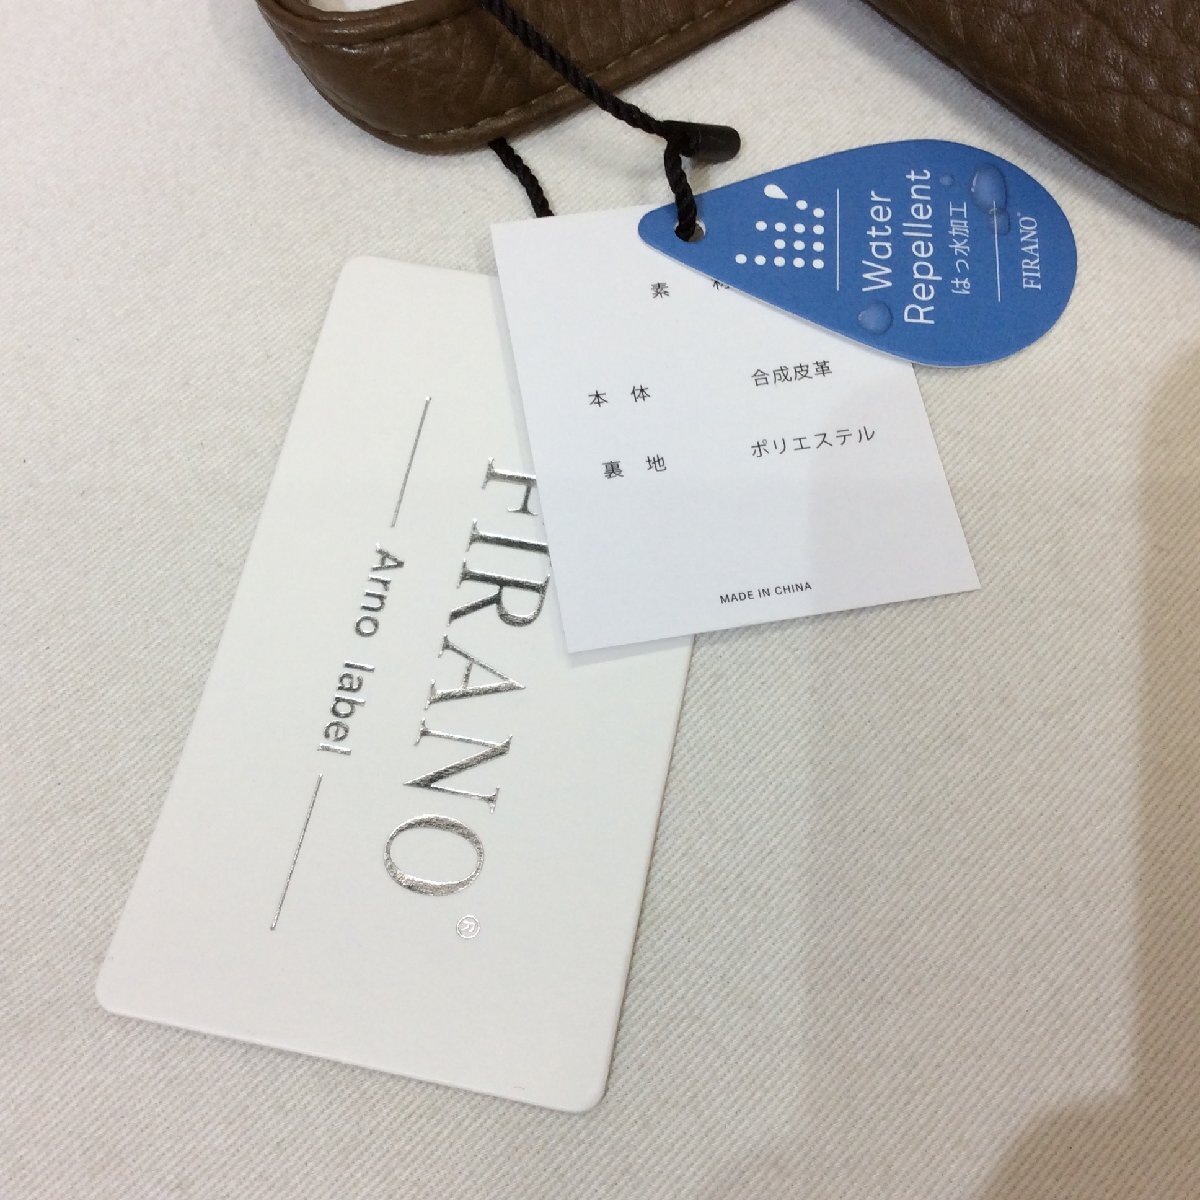 Water
Repellent
はっ水加工
FIRANO®
素 材
本 体 合成皮革
裏 地 ポリエステル
MADE IN CHINA
FIRANO®
Arno label